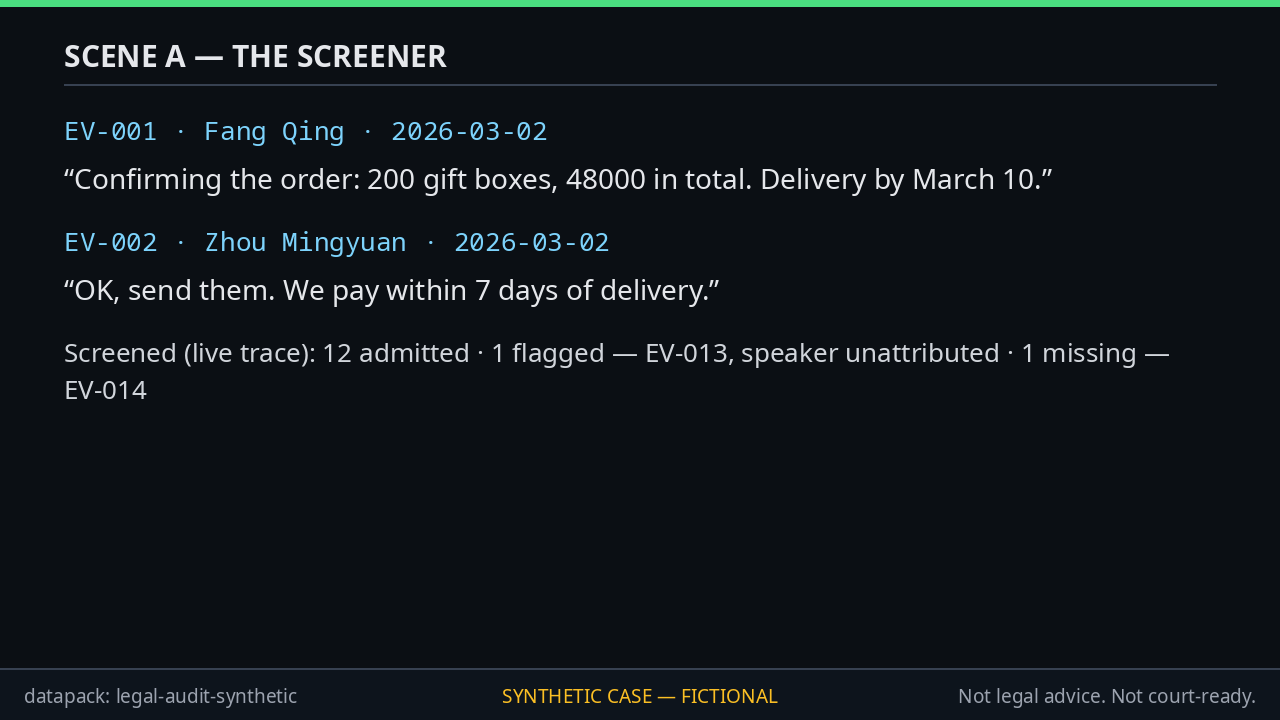 SCENE A — THE SCREENER
EV-001 · Fang Qing · 2026-03-02
“Confirming the order: 200 gift boxes, 48000 in total. Delivery by March 10.”
EV-002 · Zhou Mingyuan · 2026-03-02
“OK, send them. We pay within 7 days of delivery.”
Screened (live trace): 12 admitted · 1 flagged — EV-013, speaker unattributed · 1 missing —
EV-014
datapack: legal-audit-synthetic
SYNTHETIC CASE — FICTIONAL
Not legal advice. Not court-ready.